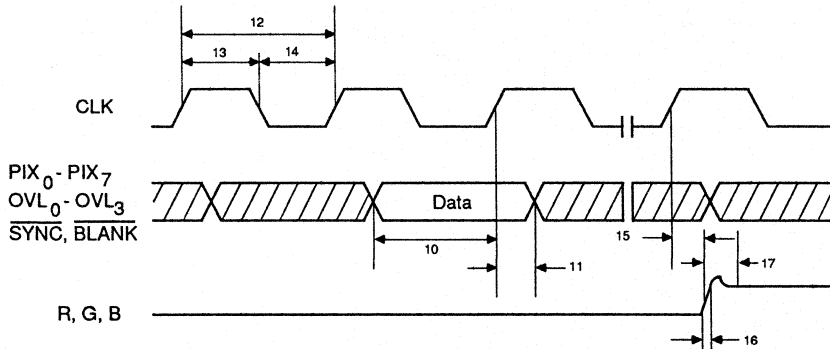 12
13
14
CLK
PIX0 - PIX7
OVL0 - OVL3
SYNC, BLANK
Data
10
11
15
17
R, G, B
16